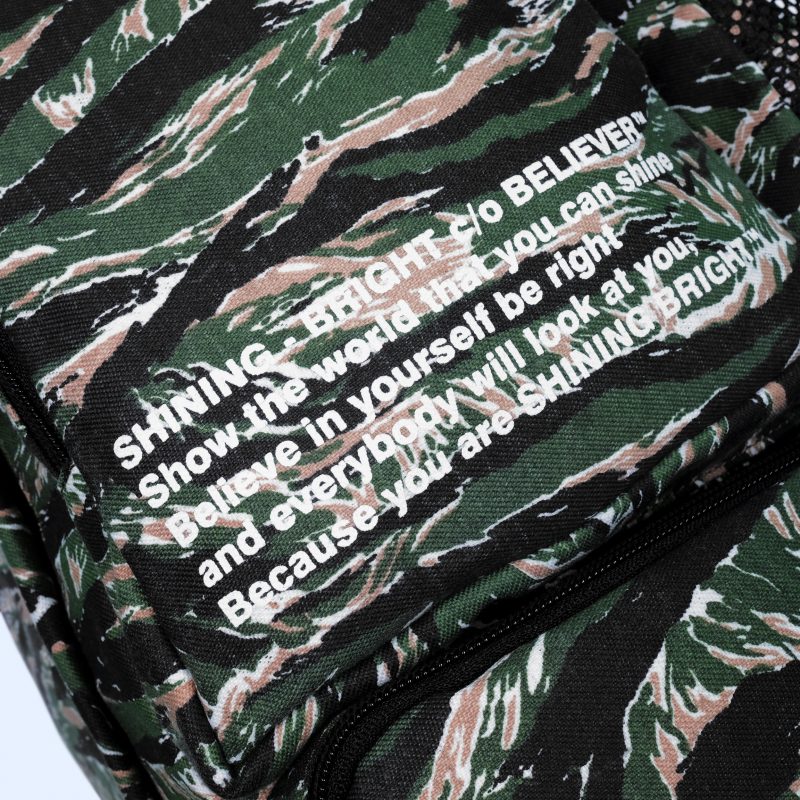 SHINING - BRIGHT c/o BELIEVER™
Show the world that you can shine
Believe in yourself be right
and everybody will look at you,
Because you are SHINING BRIGHT™